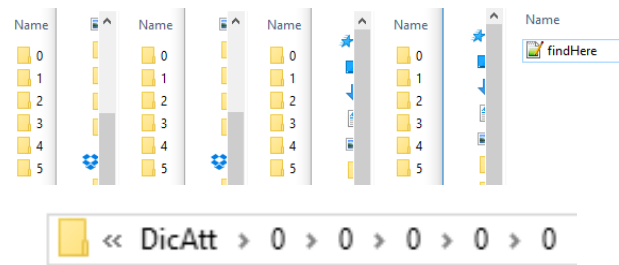 Name Name Name Name Name
0 0 0 0 findHere
1 1 1 1
2 2 2 2
3 3 3 3
4 4 4 4
5 5 5 5
« DicAtt > 0 > 0 > 0 > 0 > 0